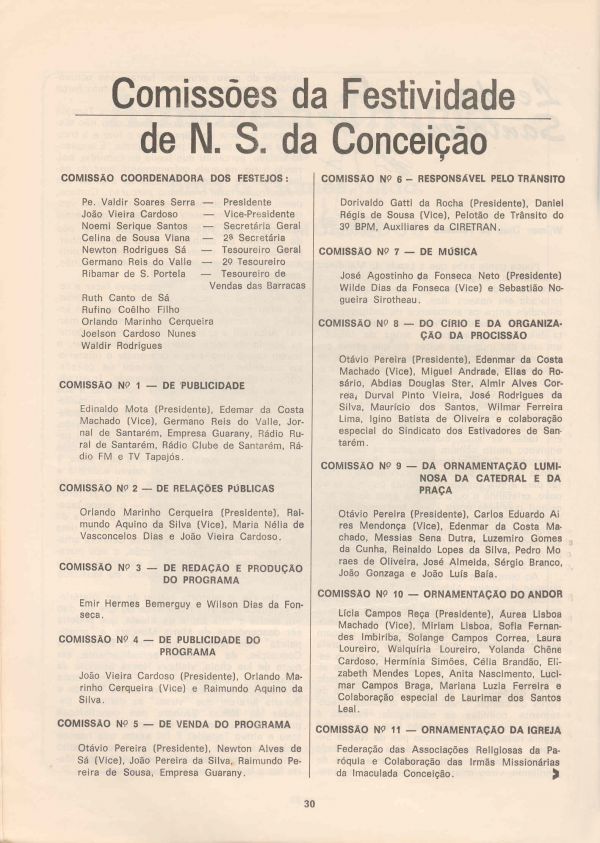 Comissões da Festividade
de N. S. da Conceição
COMISSÃO COORDENADORA DOS FESTEJOS:
Pe. Valdir Soares Serra — Presidente
João Vieira Cardoso — Vice-Presidente
Noemi Serique Santos — Secretária Geral
Celina de Sousa Viana — 2ª Secretária
Newton Rodrigues Sá — Tesoureiro Geral
Germano Reis do Valle — 2º Tesoureiro
Ribamar de S. Portela — Tesoureiro de
Vendas das Barracas
Ruth Canto de Sá
Rufino Coêlho Filho
Orlando Marinho Cerqueira
Joelson Cardoso Nunes
Waldir Rodrigues
COMISSÃO Nº 1 — DE PUBLICIDADE
Edinaldo Mota (Presidente), Edemar da Costa
Machado (Vice), Germano Reis do Valle, Jor-
nal de Santarém, Empresa Guarany, Rádio Ru-
ral de Santarém, Rádio Clube de Santarém, Rá-
dio FM e TV Tapajós.
COMISSÃO Nº 2 — DE RELAÇÕES PÚBLICAS
Orlando Marinho Cerqueira (Presidente), Rai-
mundo Aquino da Silva (Vice), Maria Nélia de
Vasconcelos Dias e João Vieira Cardoso.
COMISSÃO Nº 3 — DE REDAÇÃO E PRODUÇÃO
DO PROGRAMA
Emir Hermes Bemerguy e Wilson Dias da Fon-
seca.
COMISSÃO Nº 4 — DE PUBLICIDADE DO
PROGRAMA
João Vieira Cardoso (Presidente), Orlando Ma-
rinho Cerqueira (Vice) e Raimundo Aquino da
Silva.
COMISSÃO Nº 5 — DE VENDA DO PROGRAMA
Otávio Pereira (Presidente), Newton Alves de
Sá (Vice), João Pereira da Silva, Raimundo Pe-
reira de Sousa, Empresa Guarany.
COMISSÃO Nº 6 – RESPONSÁVEL PELO TRÂNSITO
Dorivaldo Gatti da Rocha (Presidente), Daniel
Régis de Sousa (Vice), Pelotão de Trânsito do
3º BPM, Auxiliares da CIRETRAN.
COMISSÃO Nº 7 — DE MÚSICA
José Agostinho da Fonseca Neto (Presidente)
Wilde Dias da Fonseca (Vice) e Sebastião No-
gueira Sirotheau.
COMISSÃO Nº 8 — DO CÍRIO E DA ORGANIZA-
ÇÃO DA PROCISSÃO
Otávio Pereira (Presidente), Edenmar da Costa
Machado (Vice), Miguel Andrade, Elias do Ro-
sário, Abdias Douglas Ster, Almir Alves Cor-
rea, Durval Pinto Vieira, José Rodrigues da
Silva, Maurício dos Santos, Wilmar Ferreira
Lima, Igino Batista de Oliveira e colaboração
especial do Sindicato dos Estivadores de San-
tarém.
COMISSÃO Nº 9 — DA ORNAMENTAÇÃO LUMI-
NOSA DA CATEDRAL E DA
PRAÇA
Otávio Pereira (Presidente), Carlos Eduardo Ai
res Mendonça (Vice), Edenmar da Costa Ma-
chado, Messias Sena Dutra, Luzemiro Gomes
da Cunha, Reinaldo Lopes da Silva, Pedro Mo
raes de Oliveira, José Almeida, Sérgio Branco,
João Gonzaga e João Luís Baía.
COMISSÃO Nº 10 — ORNAMENTAÇÃO DO ANDOR
Lícia Campos Reça (Presidente), Aurea Lisboa
Machado (Vice), Miriam Lisboa, Sofia Fernan-
des Imbiriba, Solange Campos Correa, Laura
Loureiro, Walquíria Loureiro, Yolanda Chêne
Cardoso, Hermínia Simões, Célia Brandão, Eli-
zabeth Mendes Lopes, Anita Nascimento, Luci-
mar Campos Braga, Mariana Luzia Ferreira e
Colaboração especial de Laurimar dos Santos
Leal.
COMISSÃO Nº 11 — ORNAMENTAÇÃO DA IGREJA
Federação das Associações Religiosas da Pa-
róquia e Colaboração das Irmãs Missionárias
da Imaculada Conceição.
30